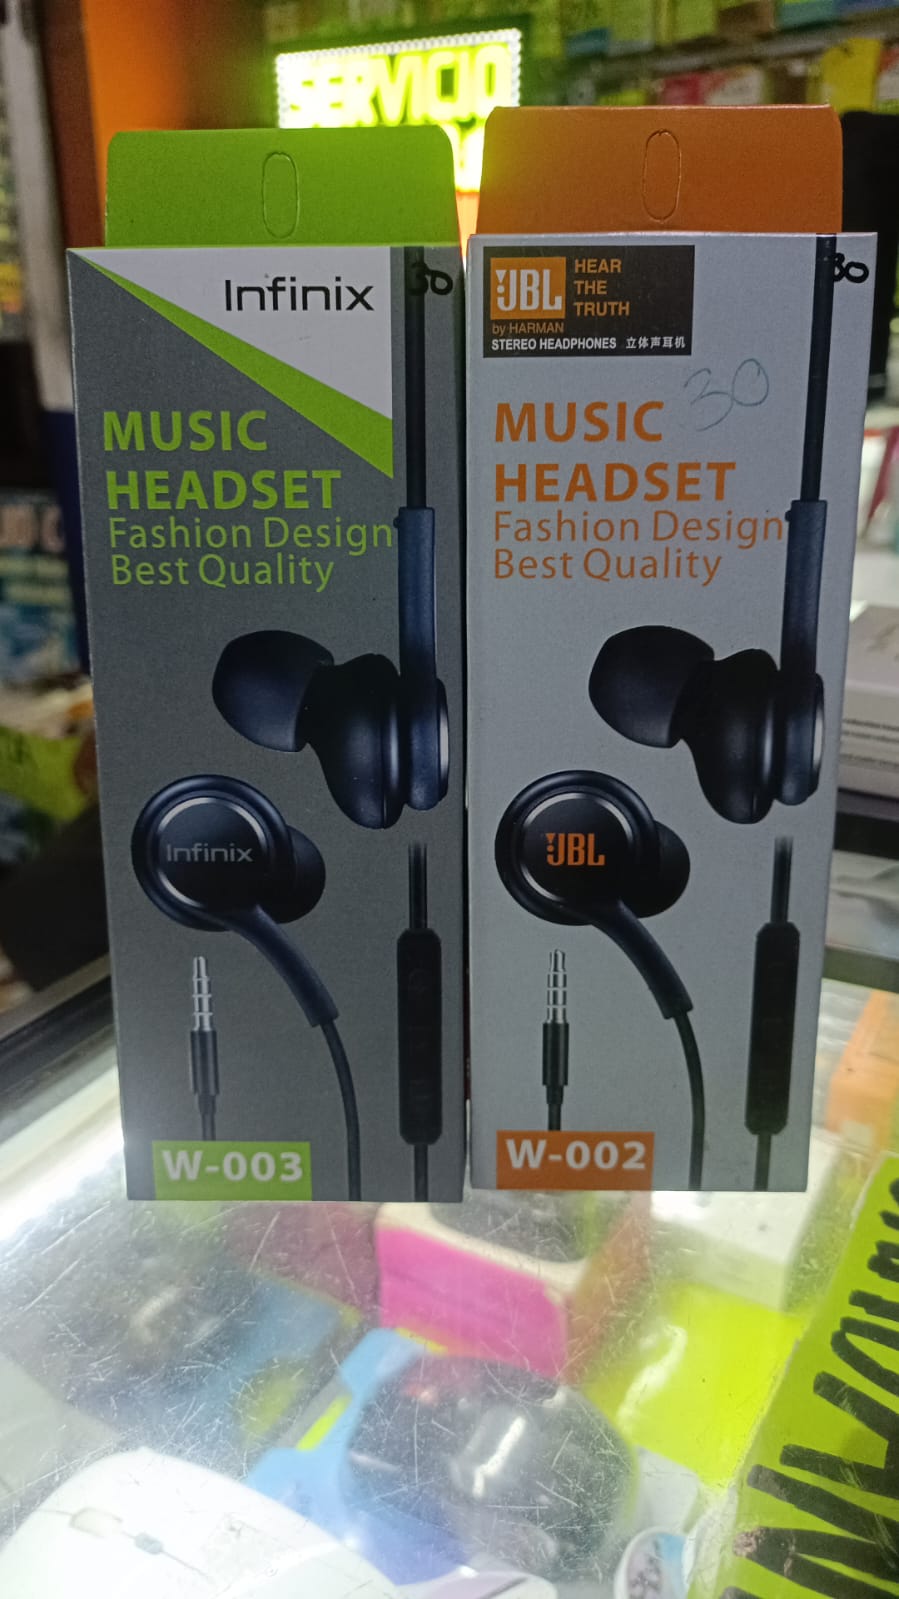 SERVICIO
Infinix
30
MUSIC
HEADSET
Fashion Design
Best Quality
Infinix
W-003
JBL
HEAR
THE
TRUTH
by HARMAN
STEREO HEADPHONES 立体声耳机
30
30
MUSIC
HEADSET
Fashion Design
Best Quality
JBL
W-002